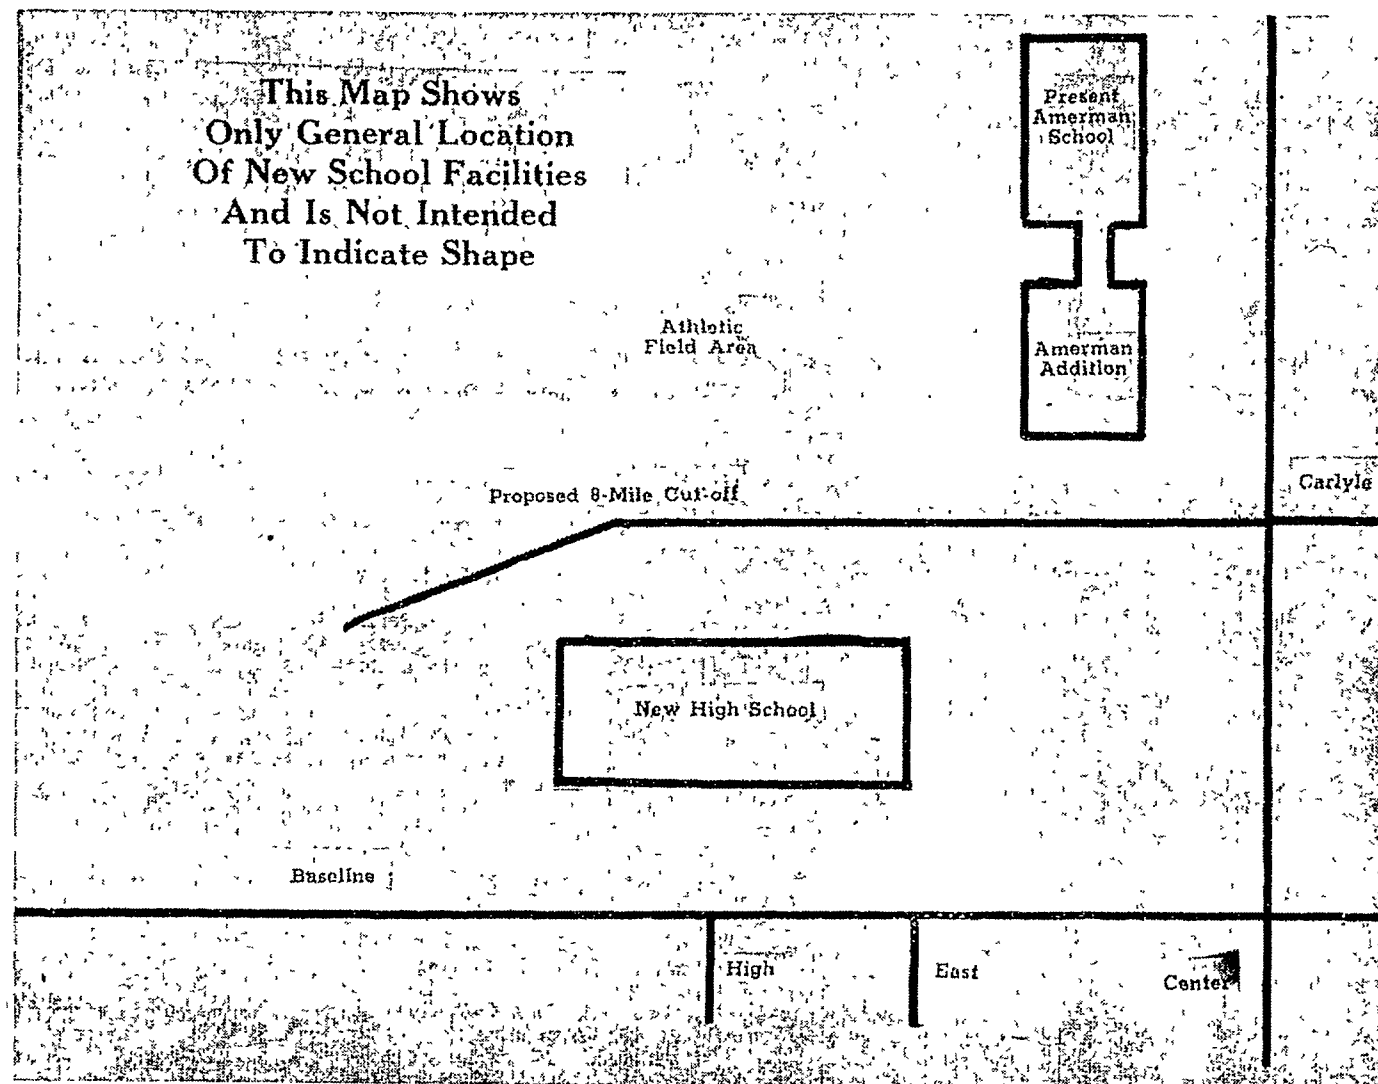 This Map Shows
Only General Location
Of New School Facilities
And Is Not Intended
To Indicate Shape
Present
Amerman
School
Athletic
Field Area
Amerman
Addition
Carlyle
Proposed 8-Mile Cut-off
New High School
Baseline
High
East
Center